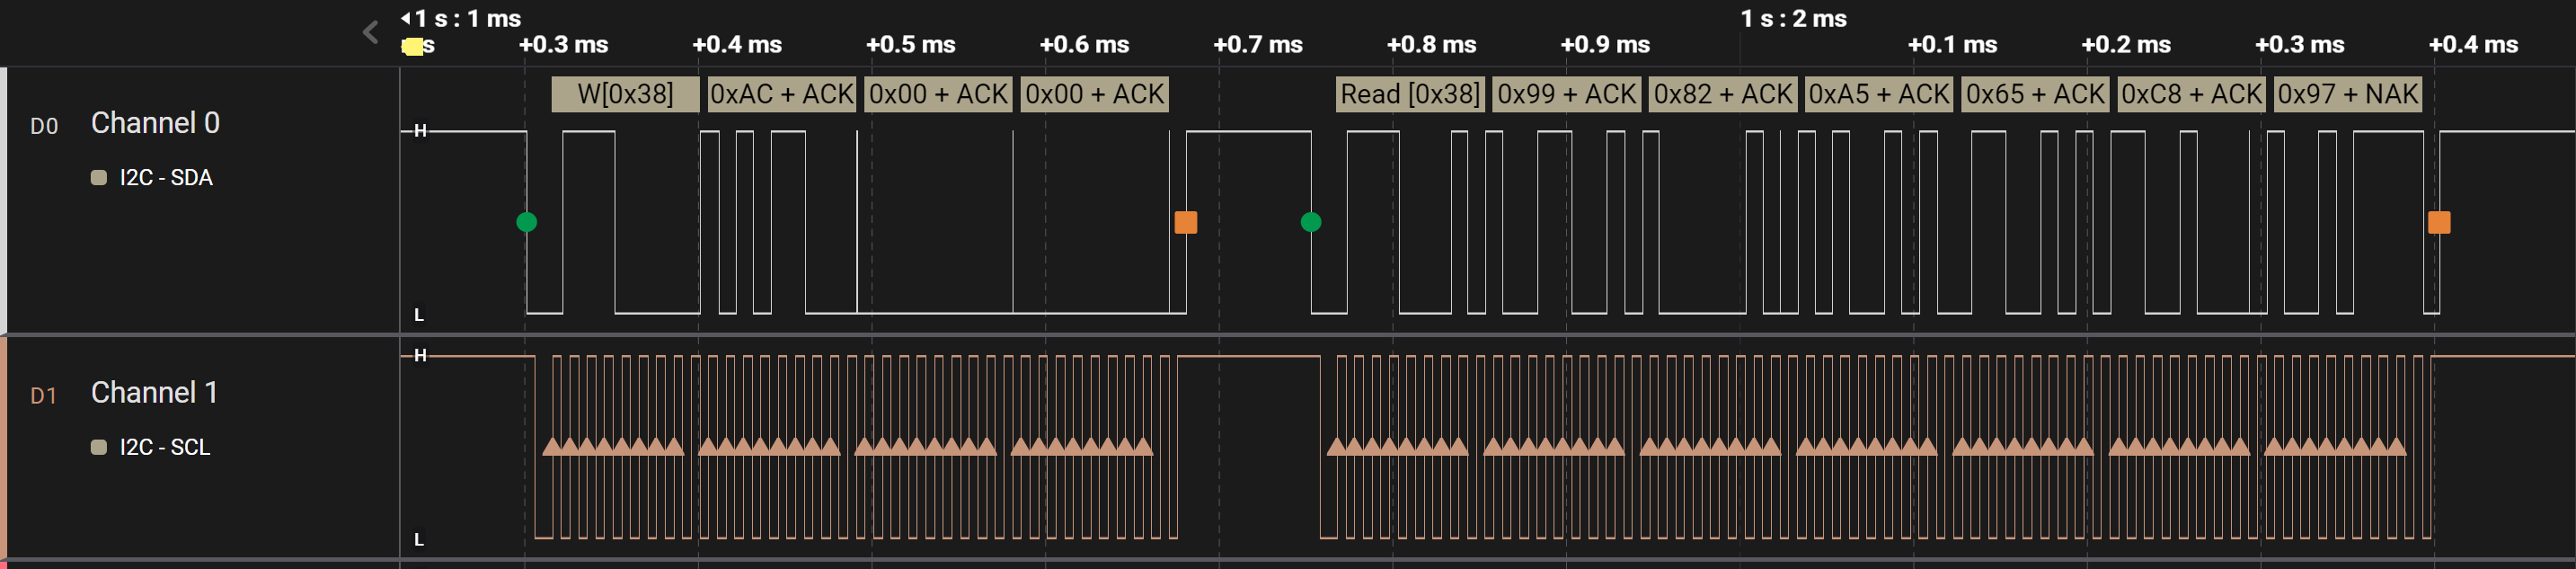 1 s : 1 ms
1 s : 2 ms
+0.3 ms
+0.4 ms
+0.5 ms
+0.6 ms
+0.7 ms
+0.8 ms
+0.9 ms
+0.1 ms
+0.2 ms
+0.3 ms
+0.4 ms
W[0x38]
0xAC + ACK
0x00 + ACK
0x00 + ACK
Read [0x38]
0x99 + ACK
0x82 + ACK
0xA5 + ACK
0x65 + ACK
0xC8 + ACK
0x97 + NAK
D0
Channel 0
I2C - SDA
H
L
D1
Channel 1
I2C - SCL
H
L